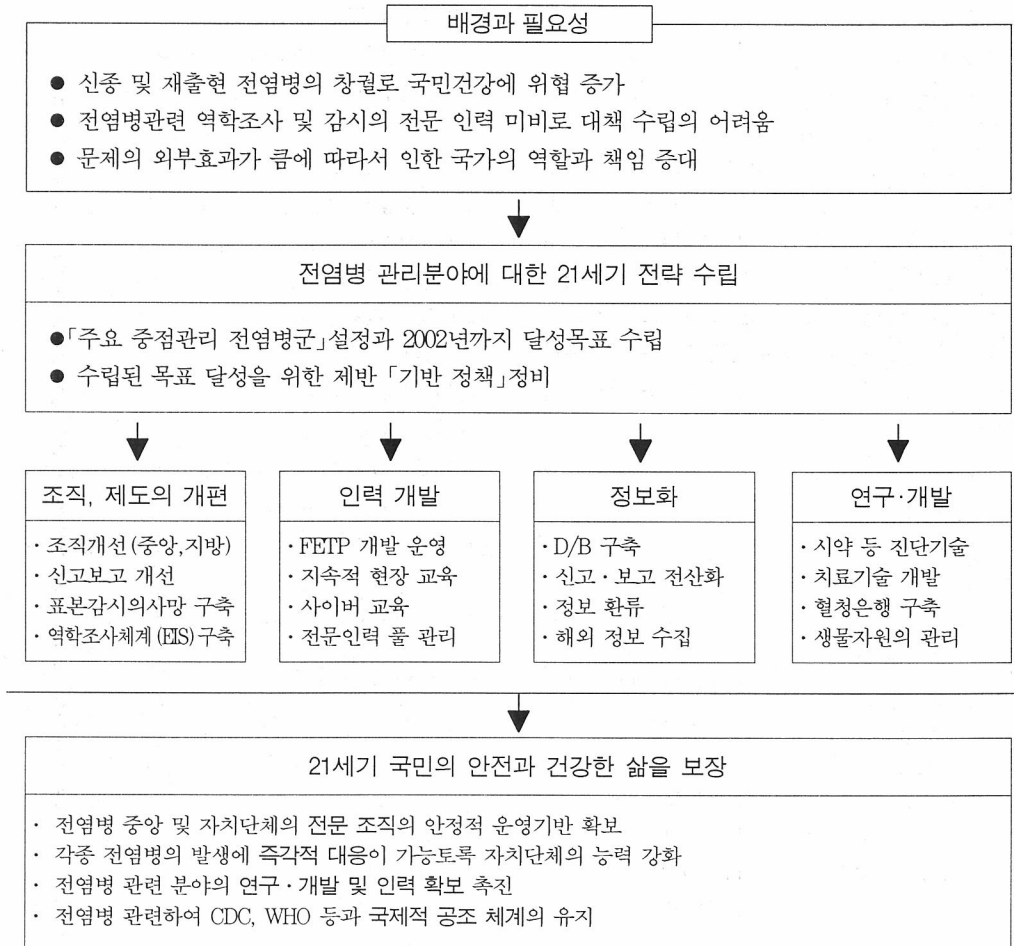 배경과 필요성
● 신종 및 재출현 전염병의 창궐로 국민건강에 위협 증가
● 전염병관련 역학조사 및 감시의 전문 인력 미비로 대책 수립의 어려움
● 문제의 외부효과가 큼에 따라서 인한 국가의 역할과 책임 증대
전염병 관리분야에 대한 21세기 전략 수립
●「주요 중점관리 전염병군」설정과 2002년까지 달성목표 수립
● 수립된 목표 달성을 위한 제반 「기반 정책」정비
조직, 제도의 개편
· 조직개선 (중앙,지방)
· 신고보고 개선
· 표본감시의사망 구축
· 역학조사체계 (EIS) 구축
인력 개발
· FETP 개발 운영
· 지속적 현장 교육
· 사이버 교육
· 전문인력 풀 관리
정보화
· D/B 구축
· 신고 · 보고 전산화
· 정보 환류
· 해외 정보 수집
연구·개발
· 시약 등 진단기술
· 치료기술 개발
· 혈청은행 구축
· 생물자원의 관리
21세기 국민의 안전과 건강한 삶을 보장
· 전염병 중앙 및 자치단체의 전문 조직의 안정적 운영기반 확보
· 각종 전염병의 발생에 즉각적 대응이 가능토록 자치단체의 능력 강화
· 전염병 관련 분야의 연구 · 개발 및 인력 확보 촉진
· 전염병 관련하여 CDC, WHO 등과 국제적 공조 체계의 유지